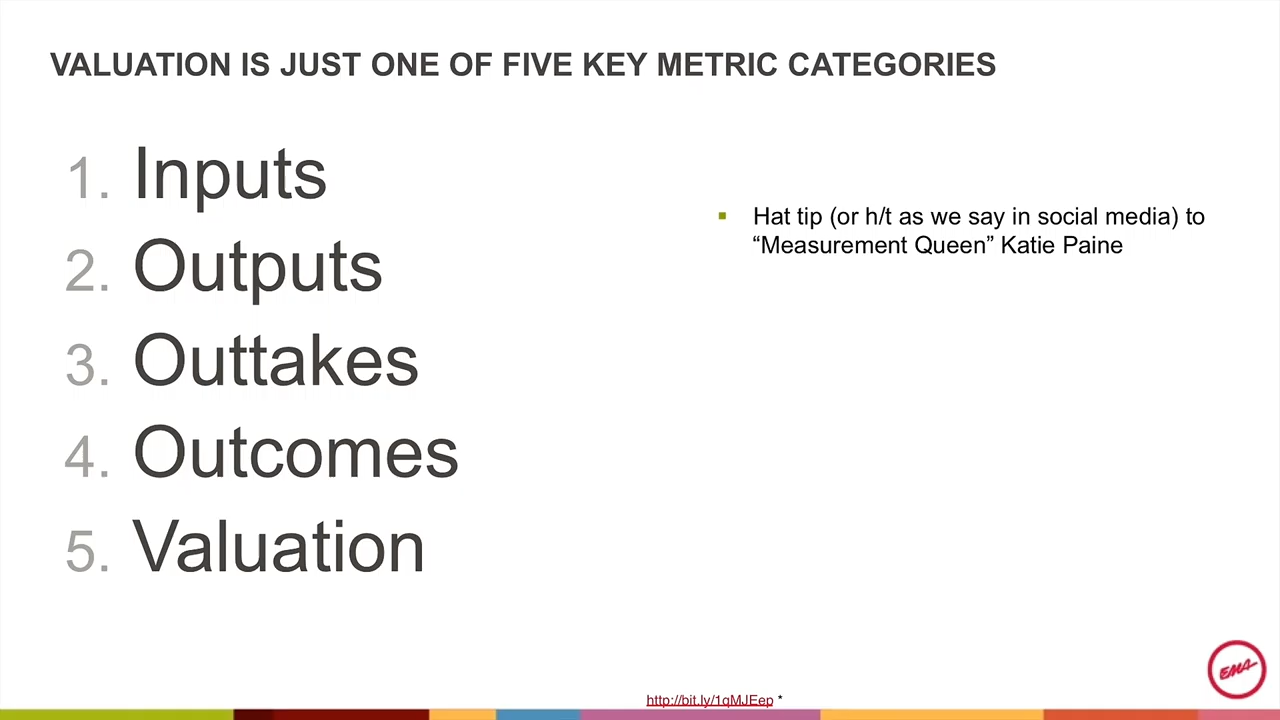 VALUATION IS JUST ONE OF FIVE KEY METRIC CATEGORIES
1. Inputs
2. Outputs
3. Outtakes
4. Outcomes
5. Valuation
▪ Hat tip (or h/t as we say in social media) to
“Measurement Queen” Katie Paine
http://bit.ly/1qMJEep *
EMA